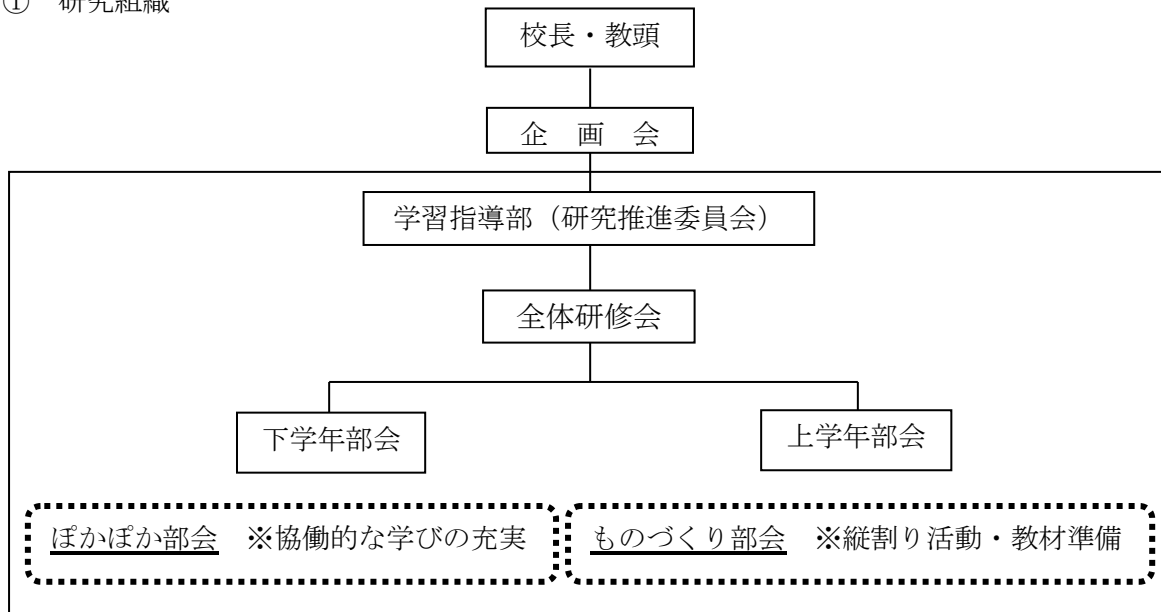 ① 研究組織
校長・教頭
企　画　会
学習指導部（研究推進委員会）
全体研修会
下学年部会
上学年部会
ぽかぽか部会　※協働的な学びの充実
ものづくり部会　※縦割り活動・教材準備